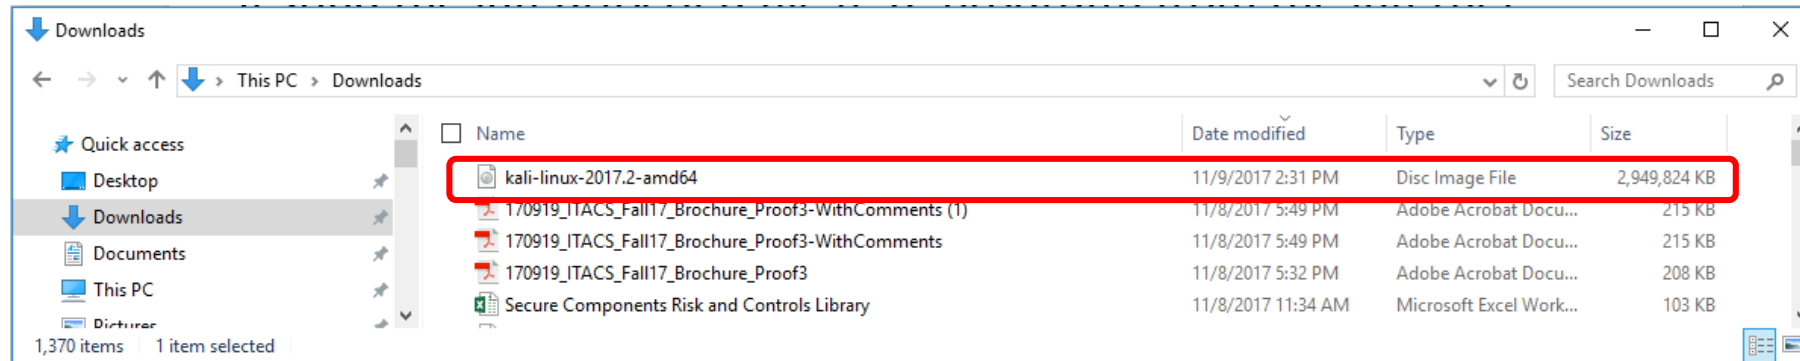 Downloads
This PC > Downloads
Search Downloads
Name Date modified Type Size
Quick access
Desktop
Downloads
Documents
This PC
Pictures
kali-linux-2017.2-amd64 11/9/2017 2:31 PM Disc Image File 2,949,824 KB
170919_ITACS_Fall17_Brochure_Proof3-WithComments (1) 11/8/2017 5:49 PM Adobe Acrobat Docu... 215 KB
170919_ITACS_Fall17_Brochure_Proof3-WithComments 11/8/2017 5:49 PM Adobe Acrobat Docu... 215 KB
170919_ITACS_Fall17_Brochure_Proof3 11/8/2017 5:32 PM Adobe Acrobat Docu... 208 KB
Secure Components Risk and Controls Library 11/8/2017 11:34 AM Microsoft Excel Work... 103 KB
1,370 items 1 item selected